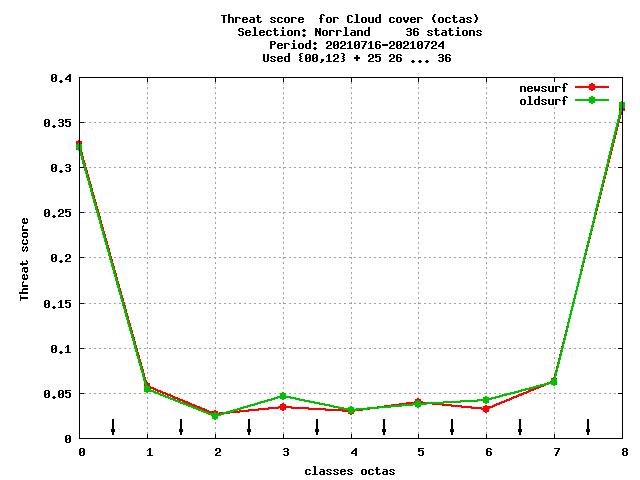 Threat score  for Cloud cover (octas)
Selection: Norrland     36 stations
Period: 20210716-20210724
Used {00,12} + 25 26 ... 36
newsurf
oldsurf
0.4
0.35
0.3
0.25
0.2
0.15
0.1
0.05
0
Threat score
0 1 2 3 4 5 6 7 8
classes octas